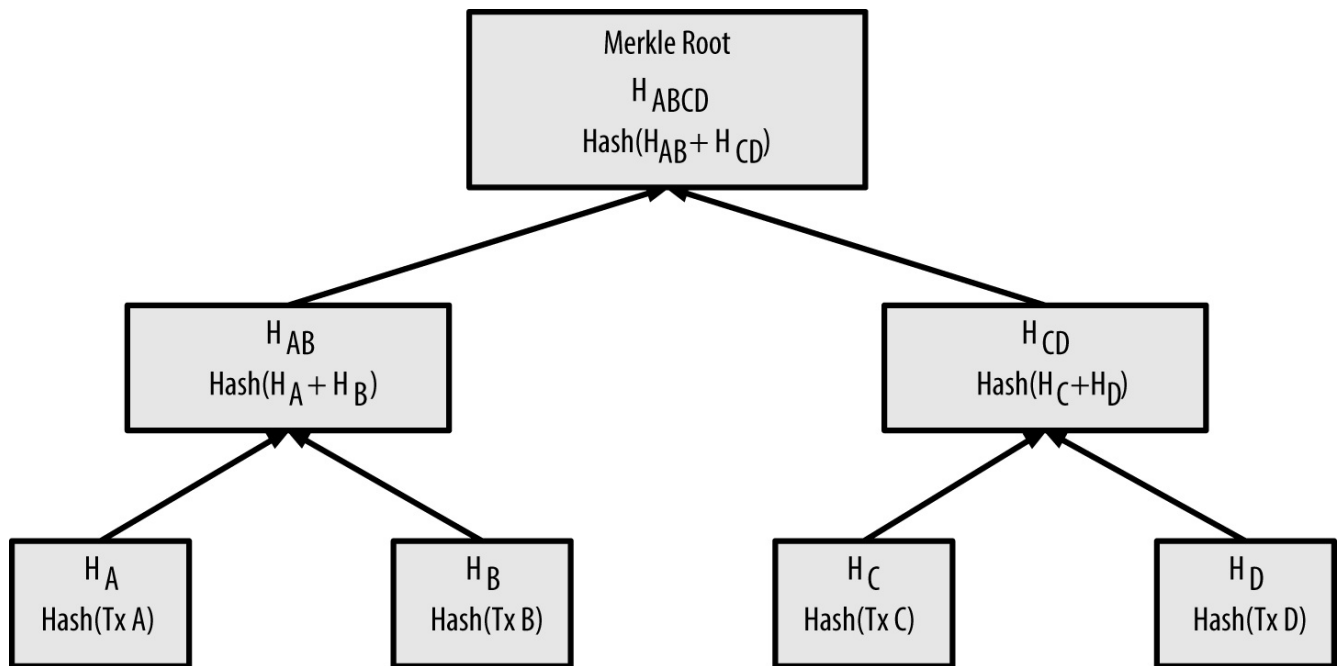 Merkle Root
H ABCD
Hash(H AB + H CD)
H AB
Hash(H A + H B)
H CD
Hash(H C+H D)
H A
Hash(Tx A)
H B
Hash(Tx B)
H C
Hash(Tx C)
H D
Hash(Tx D)